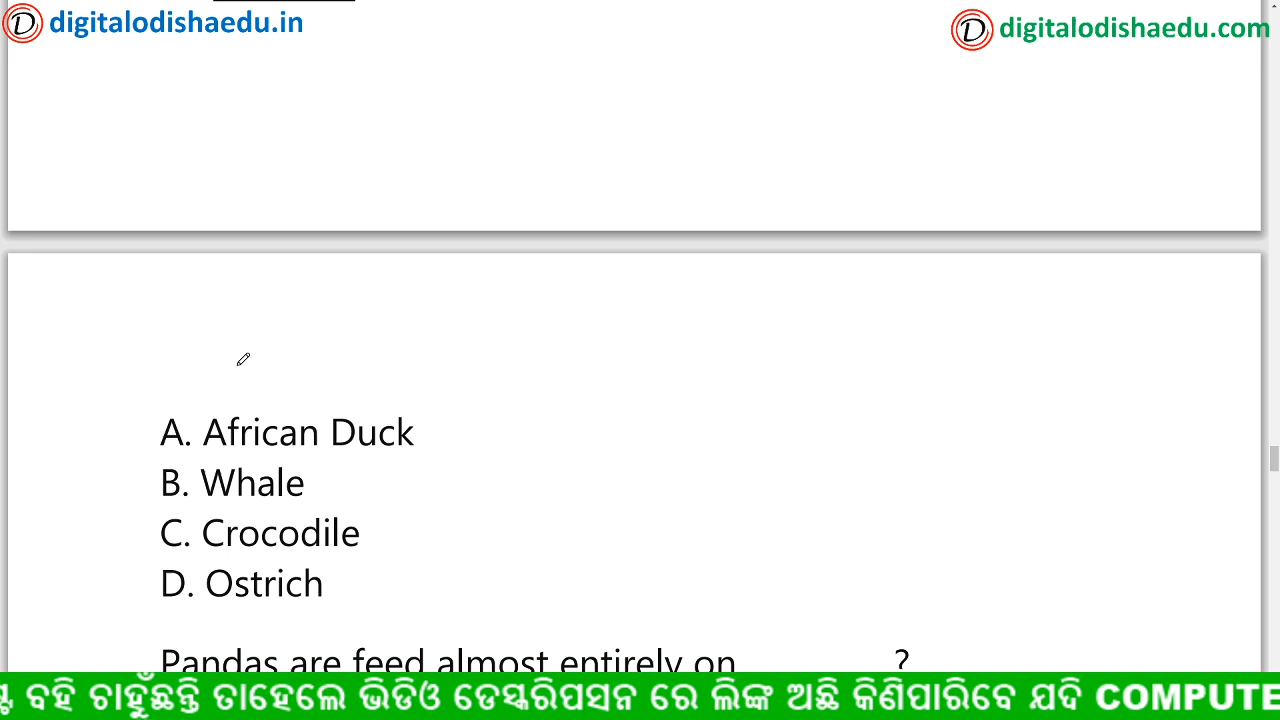 digitalodishaedu.in
digitalodishaedu.com
A. African Duck
B. Whale
C. Crocodile
D. Ostrich
Pandas are feed almost entirely on ?
ବହି ଚାହୁଁଛନ୍ତି ତାହେଲେ ଭିଡିଓ ଡେସ୍କରିପସନ ରେ ଲିଙ୍କ ଅଛି କିଣିପାରିବେ ଯଦି COMPUTE